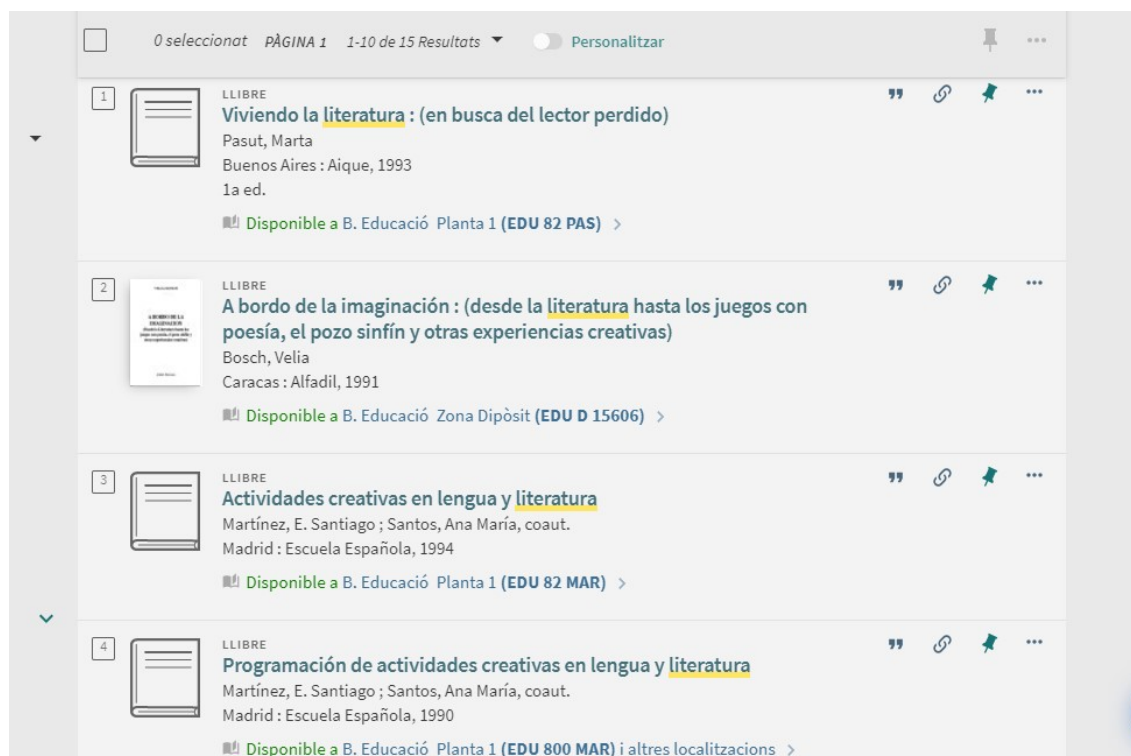 0 seleccionat PÀGINA 1 1-10 de 15 Resultats Personalitzar
1
LLIBRE
Viviendo la literatura : (en busca del lector perdido)
Pasut, Marta
Buenos Aires : Aique, 1993
1a ed.
Disponible a B. Educació Planta 1 (EDU 82 PAS) >
2
LLIBRE
A bordo de la imaginación : (desde la literatura hasta los juegos con
poesía, el pozo sinfín y otras experiencias creativas)
Bosch, Velia
Caracas : Alfadil, 1991
Disponible a B. Educació Zona Dipòsit (EDU D 15606) >
3
LLIBRE
Actividades creativas en lengua y literatura
Martínez, E. Santiago ; Santos, Ana María, coaut.
Madrid : Escuela Española, 1994
Disponible a B. Educació Planta 1 (EDU 82 MAR) >
4
LLIBRE
Programación de actividades creativas en lengua y literatura
Martínez, E. Santiago ; Santos, Ana María, coaut.
Madrid : Escuela Española, 1990
Disponible a B. Educació Planta 1 (EDU 800 MAR) i altres localitzacions >